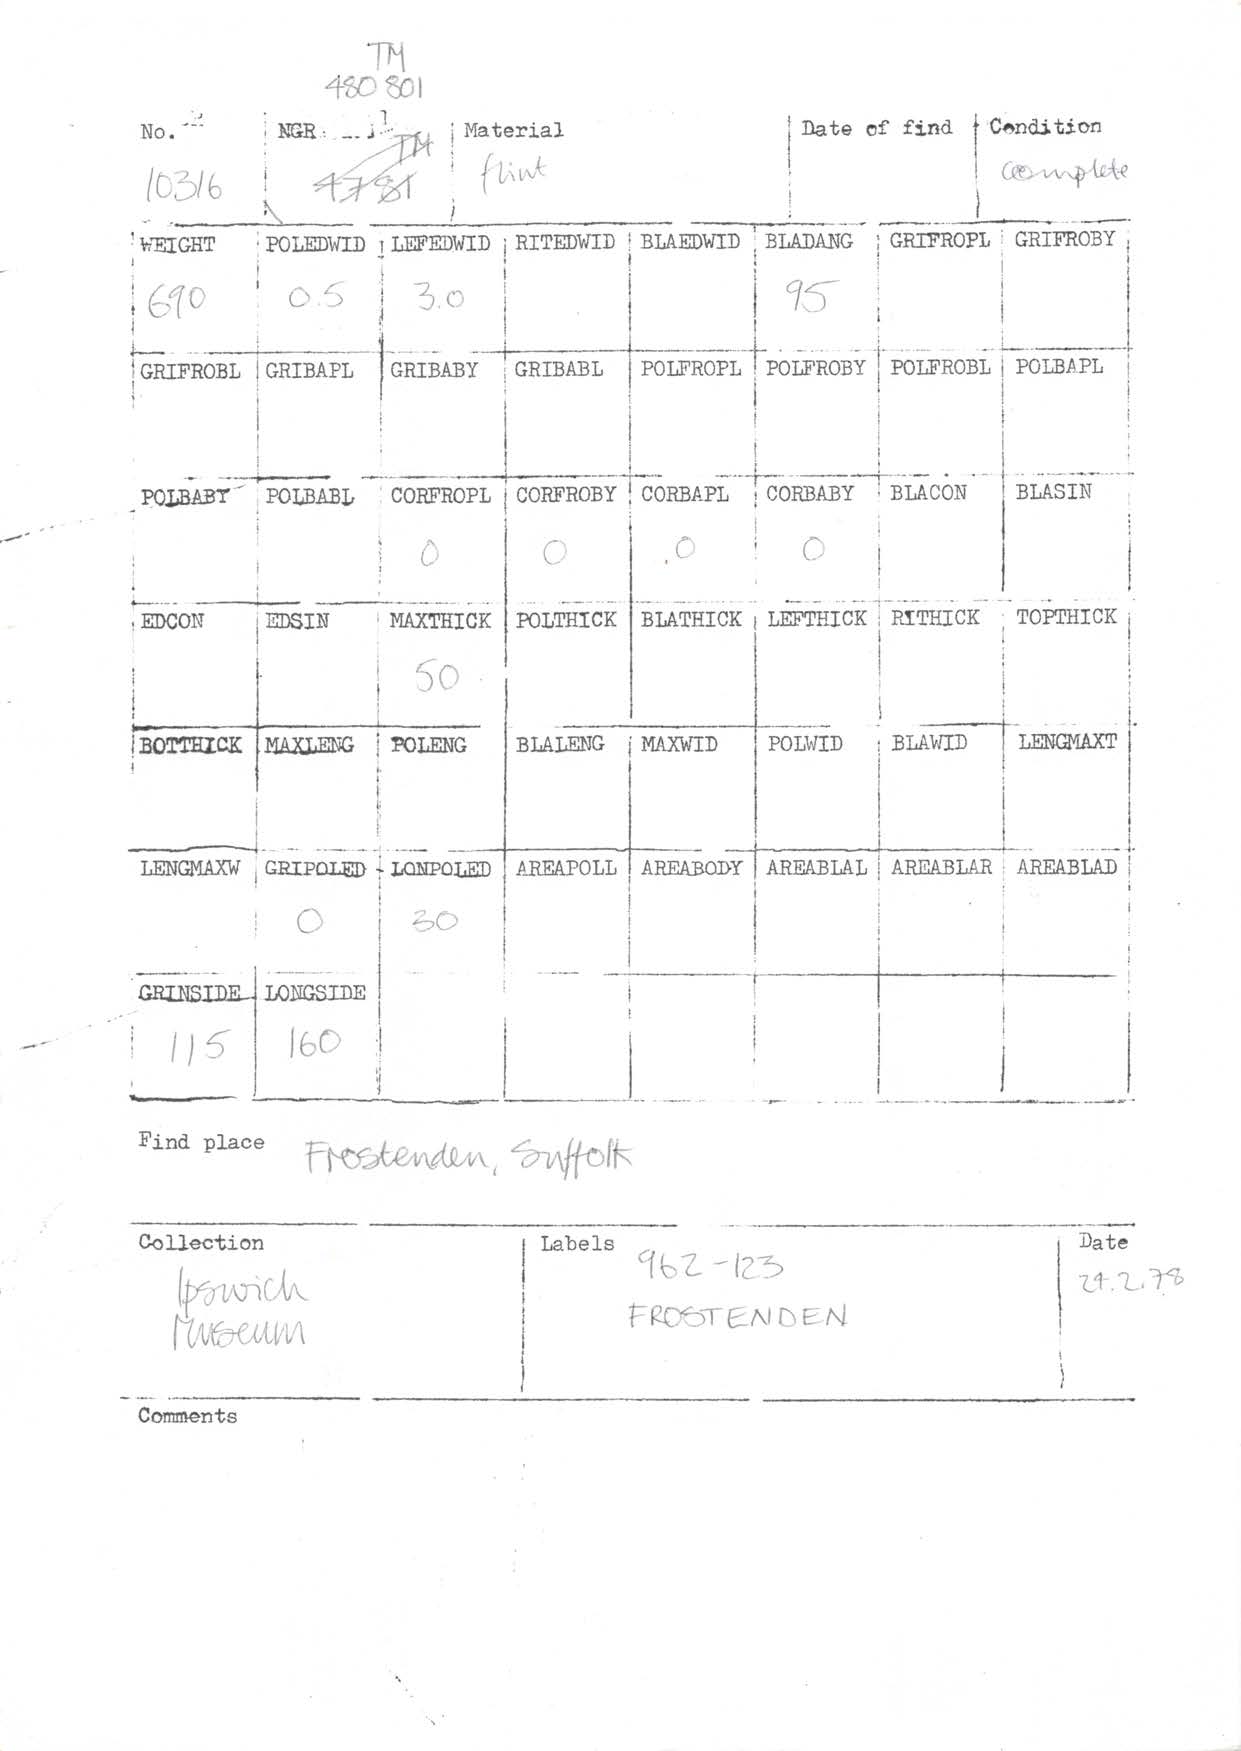 TM
480 801
No. NGR Material Date of find Condition
10316 TM 4781 flint complete
WEIGHT POLEDWID LEFEDWID RITEDWID BLAEDWID BLADANG GRIFROPL GRIFROBY
690 0.5 3.0 95
GRIFROBL GRIBAPL GRIBABY GRIBABL POLFROPL POLFROBY POLFROBL POLBAPL
POLBABY POLBABL CORFROPL CORFROBY CORBAPL CORBABY BLACON BLASIN
0 0 0 0
EDCON EDSIN MAXTHICK POLTHICK BLATHICK LEFTHICK RITHICK TOPTHICK
50
BOTTHICK MAXLENG POLENG BLALENG MAXWID POLWID BLAWID LENGMAXT
LENGMAXW GRIPOLED LONPOLED AREAPOLL AREABODY AREABLAL AREABLAR AREABLAD
0 30
GRINSIDE LONGSIDE
115 160
Find place Frostenden, Suffolk
Collection Labels Date
962-123
Ipswich 24.2.78
Museum FROSTENDEN
Comments